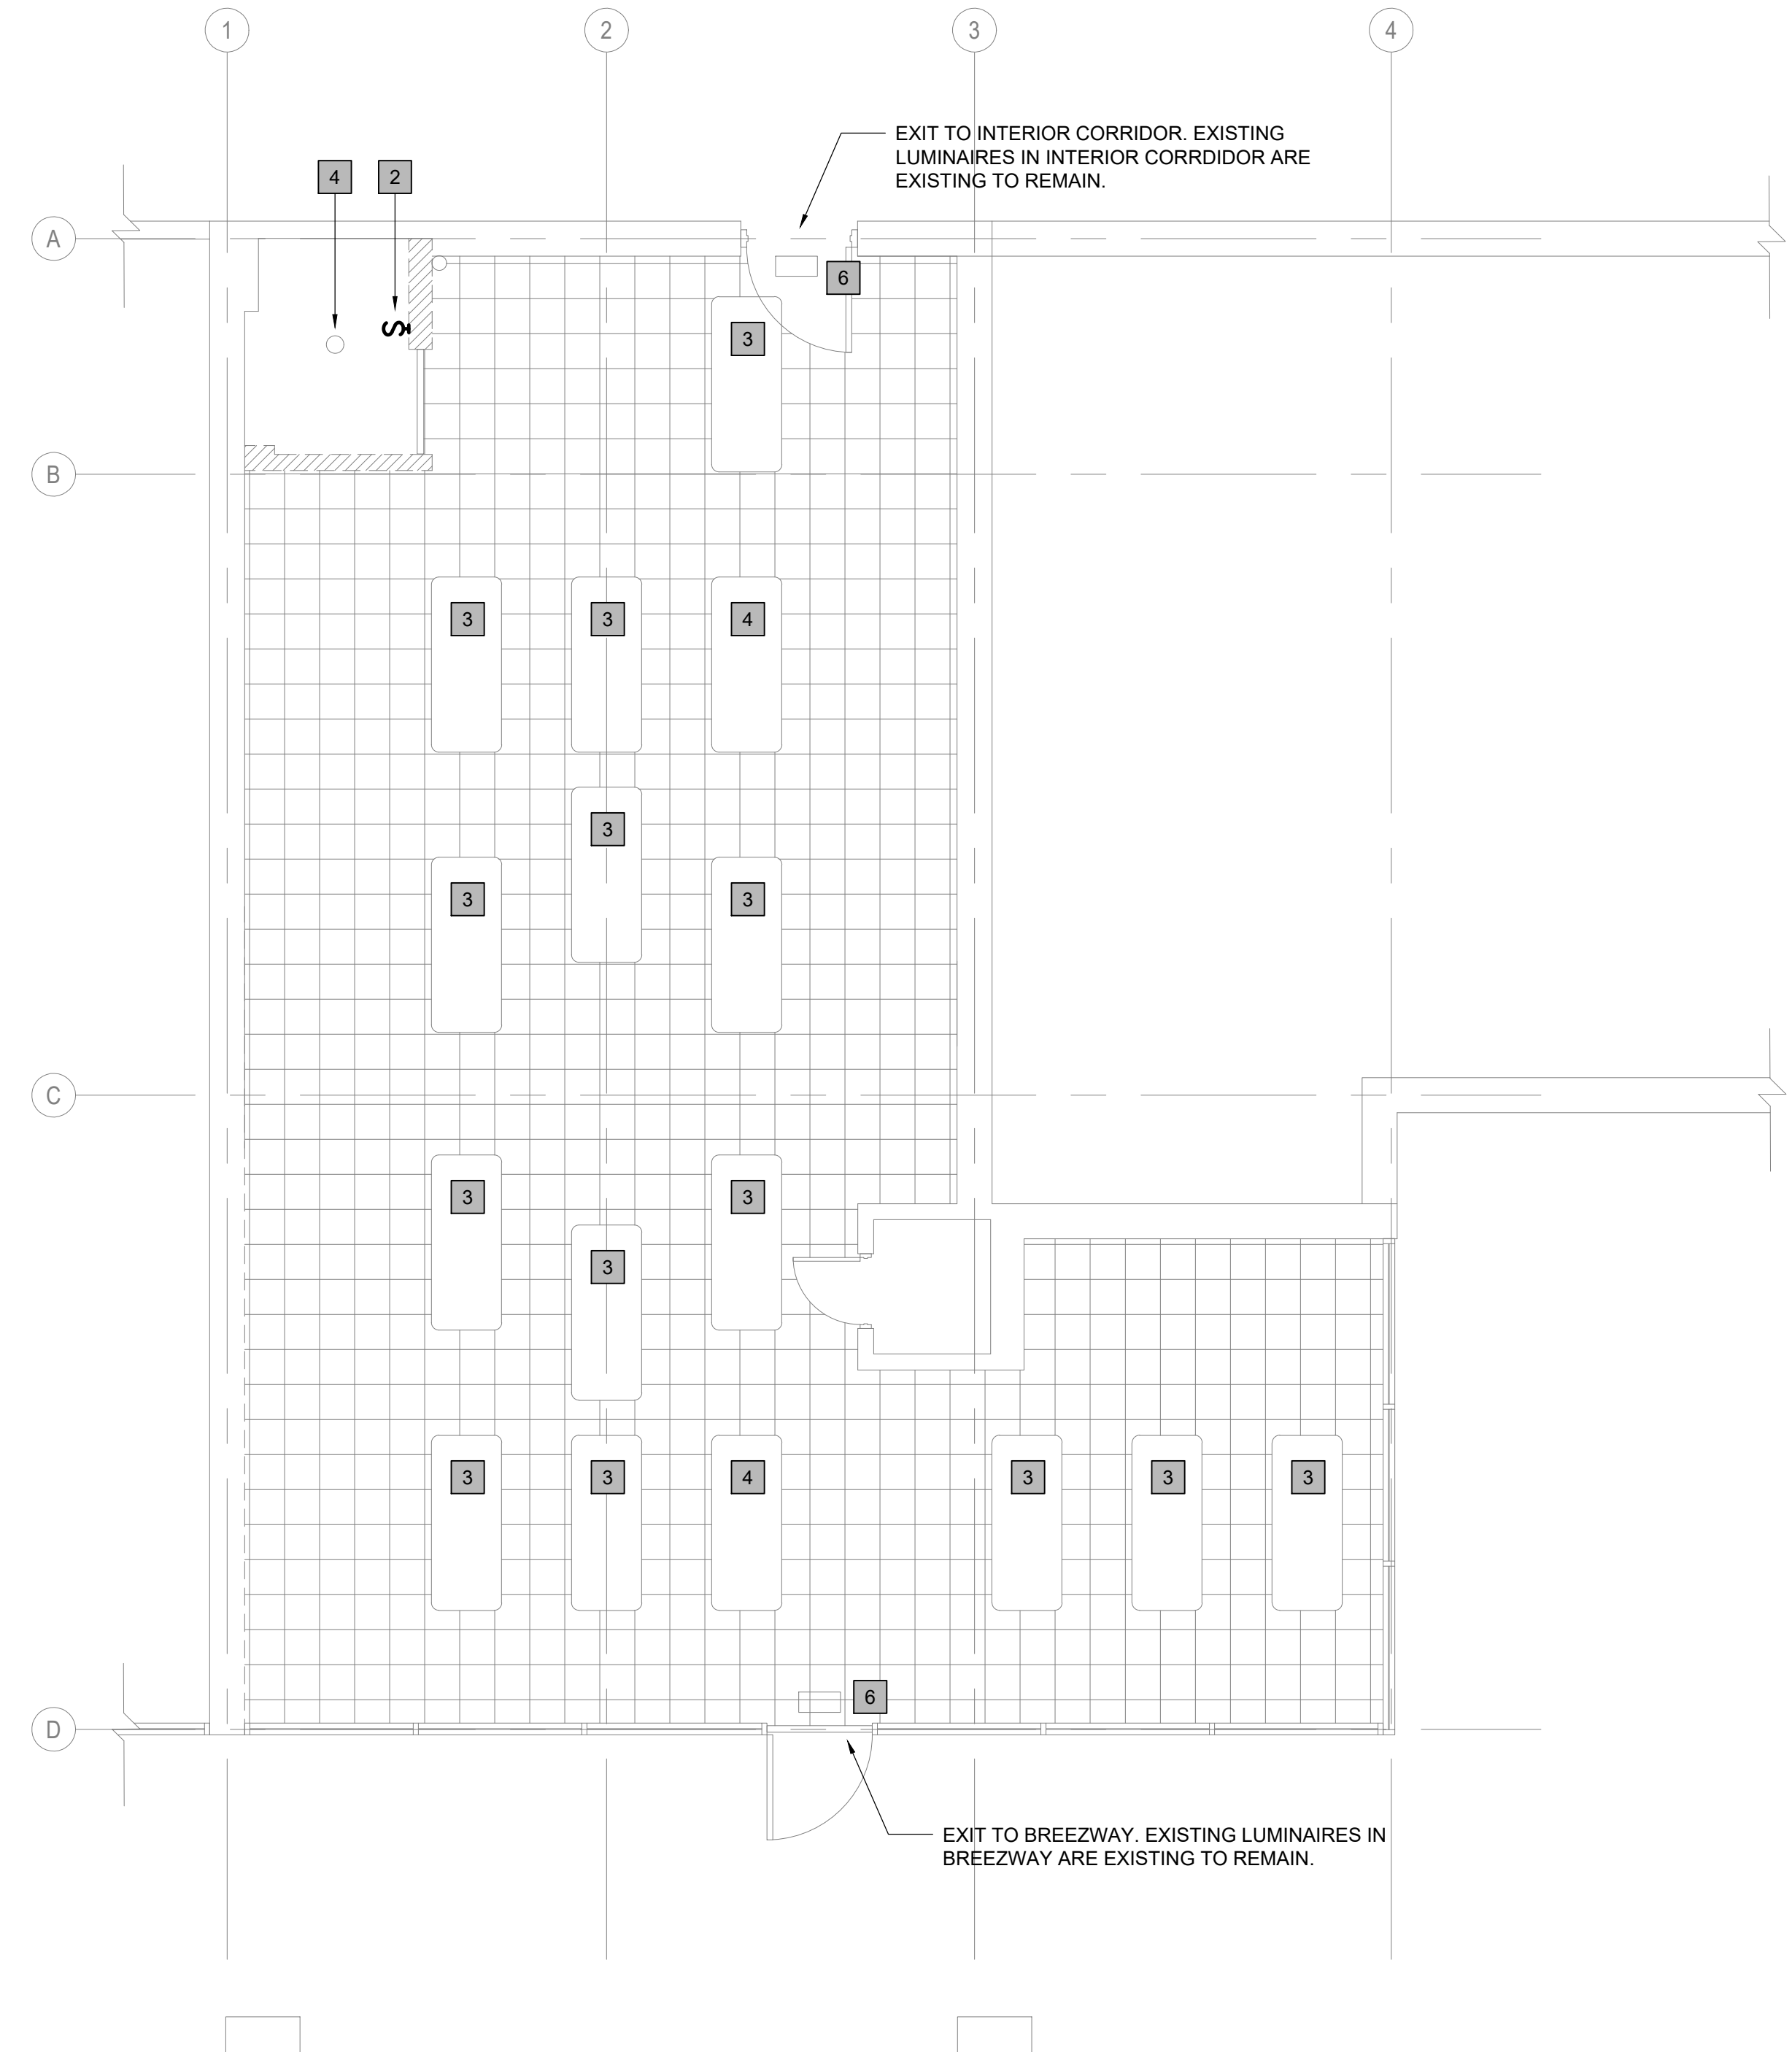 1 2 3 4
EXIT TO INTERIOR CORRIDOR. EXISTING
LUMINAIRES IN INTERIOR CORRDIDOR ARE
EXISTING TO REMAIN.
4 2
A
6
3
S
B
3 3 4
3
3 3
C
3 3
3
3 3 4 3 3 3
6
D
EXIT TO BREEZWAY. EXISTING LUMINAIRES IN
BREEZWAY ARE EXISTING TO REMAIN.